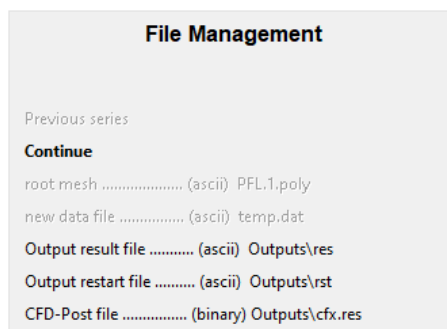 File Management
Previous series
Continue
root mesh .................... (ascii)  PFL.1.poly
new data file ................ (ascii)  temp.dat
Output result file ........... (ascii)  Outputs\res
Output restart file .......... (ascii)  Outputs\rst
CFD-Post file ................ (binary) Outputs\cfx.res